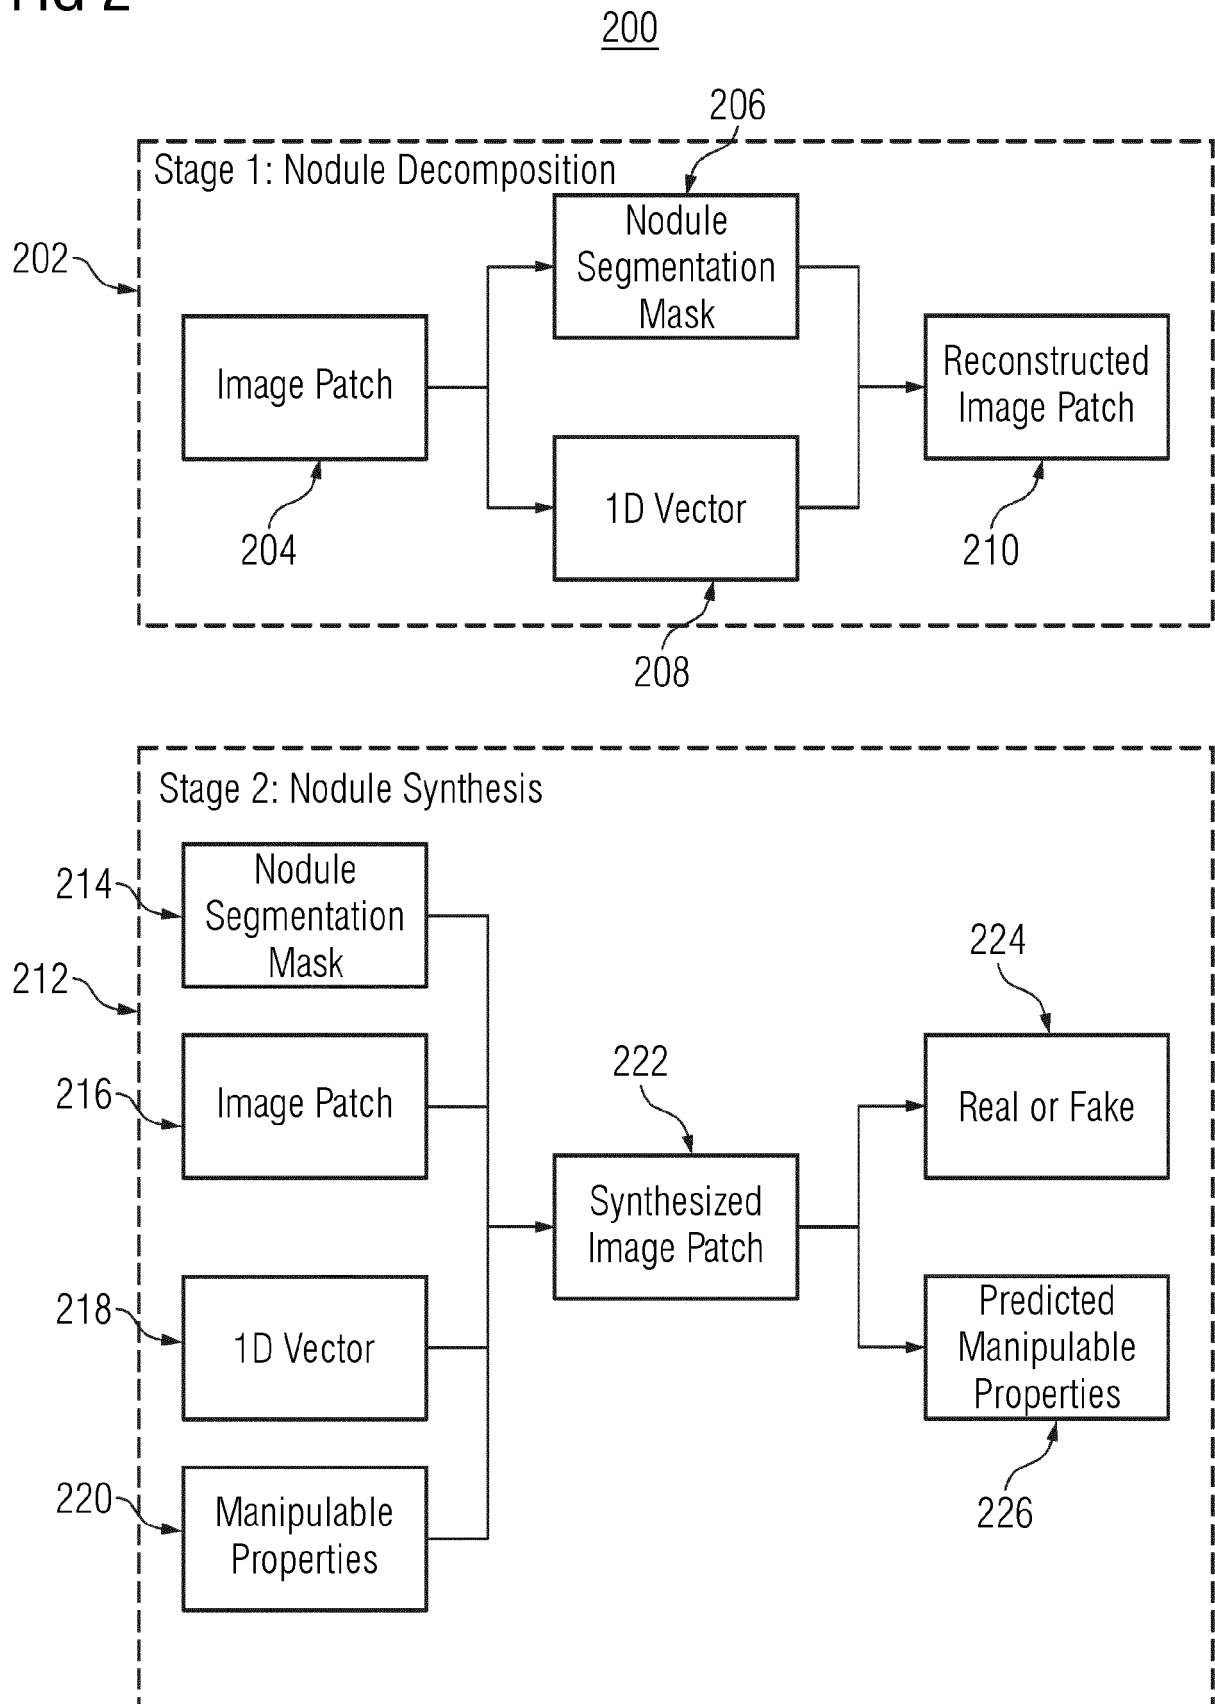 FIG 2
200
206
Stage 1: Nodule Decomposition
Nodule
Segmentation
Mask
202
Image Patch
Reconstructed
Image Patch
1D Vector
204
210
208
Stage 2: Nodule Synthesis
214
Nodule
Segmentation
Mask
224
212
216
Image Patch
222
Real or Fake
Synthesized
Image Patch
218
1D Vector
Predicted
Manipulable
Properties
220
Manipulable
Properties
226